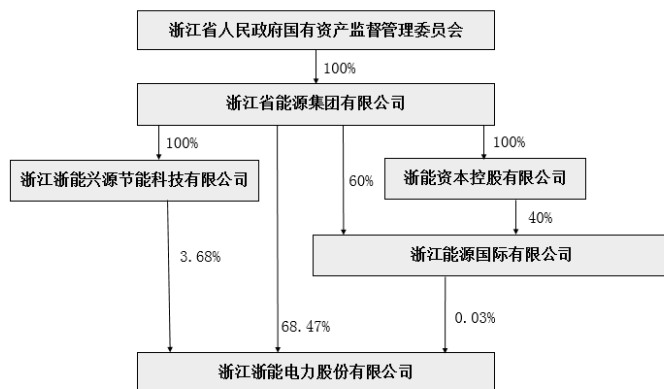 浙江省人民政府国有资产监督管理委员会
100%
浙江省能源集团有限公司
100%
100%
浙江浙能兴源节能科技有限公司
60%
浙能资本控股有限公司
40%
浙江能源国际有限公司
3.68%
68.47%
0.03%
浙江浙能电力股份有限公司